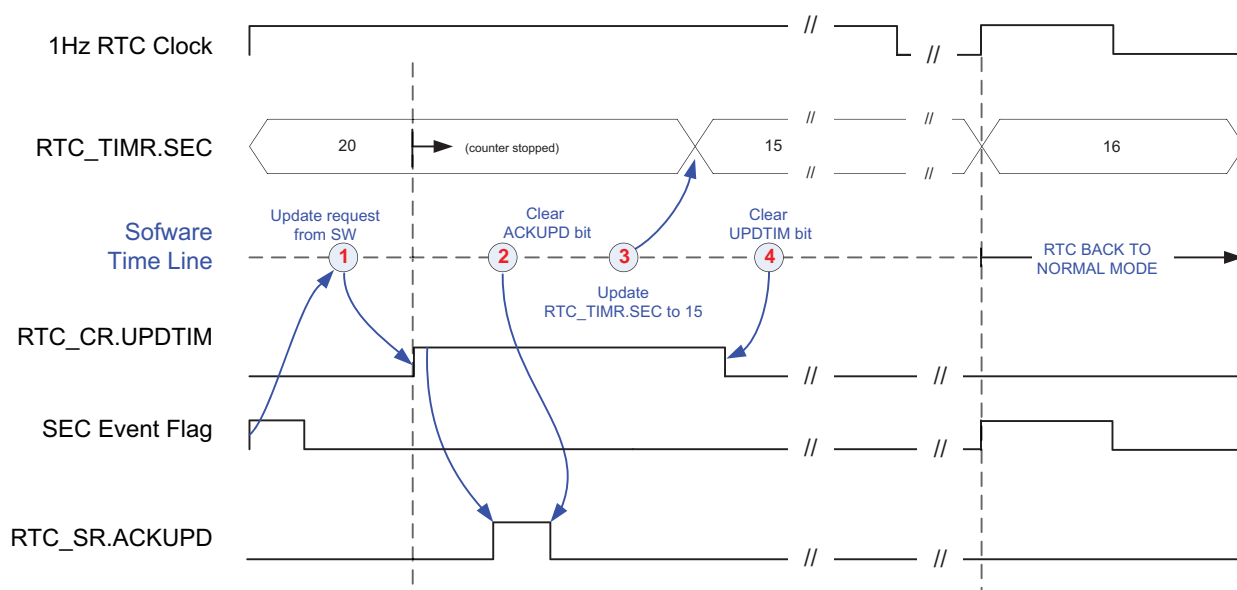 1Hz RTC Clock
//
//
RTC_TIMR.SEC
20
(counter stopped)
15
16
//
//
//
//
Sofware
Time Line
Update request
from SW
1
Clear
ACKUPD bit
2
3
Update
RTC_TIMR.SEC to 15
Clear
UPDTIM bit
4
RTC BACK TO
NORMAL MODE
RTC_CR.UPDTIM
//
//
SEC Event Flag
//
//
RTC_SR.ACKUPD
//
//